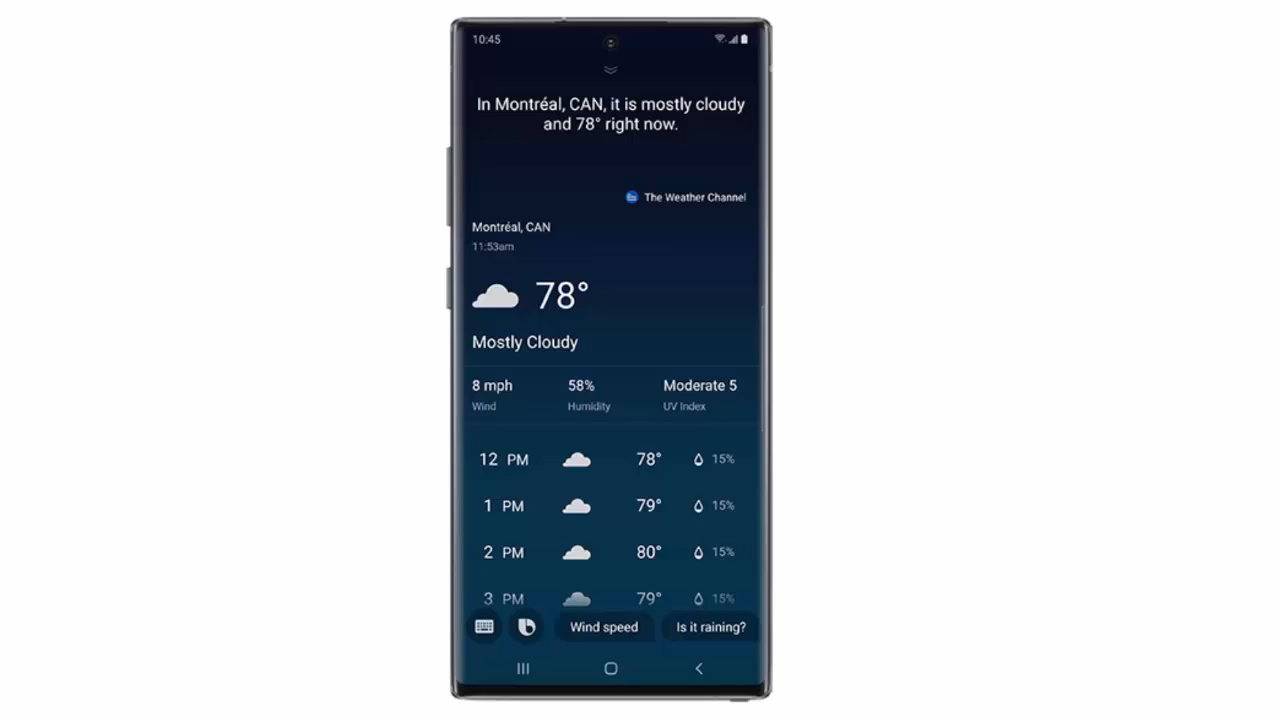 10:45
In Montréal, CAN, it is mostly cloudy
and 78° right now.
The Weather Channel
Montréal, CAN
11:53am
78°
Mostly Cloudy
8 mph 58% Moderate 5
Wind Humidity UV Index
12 PM 78° 15%
1 PM 79° 15%
2 PM 80° 15%
3 PM 79° 15%
Wind speed Is it raining?